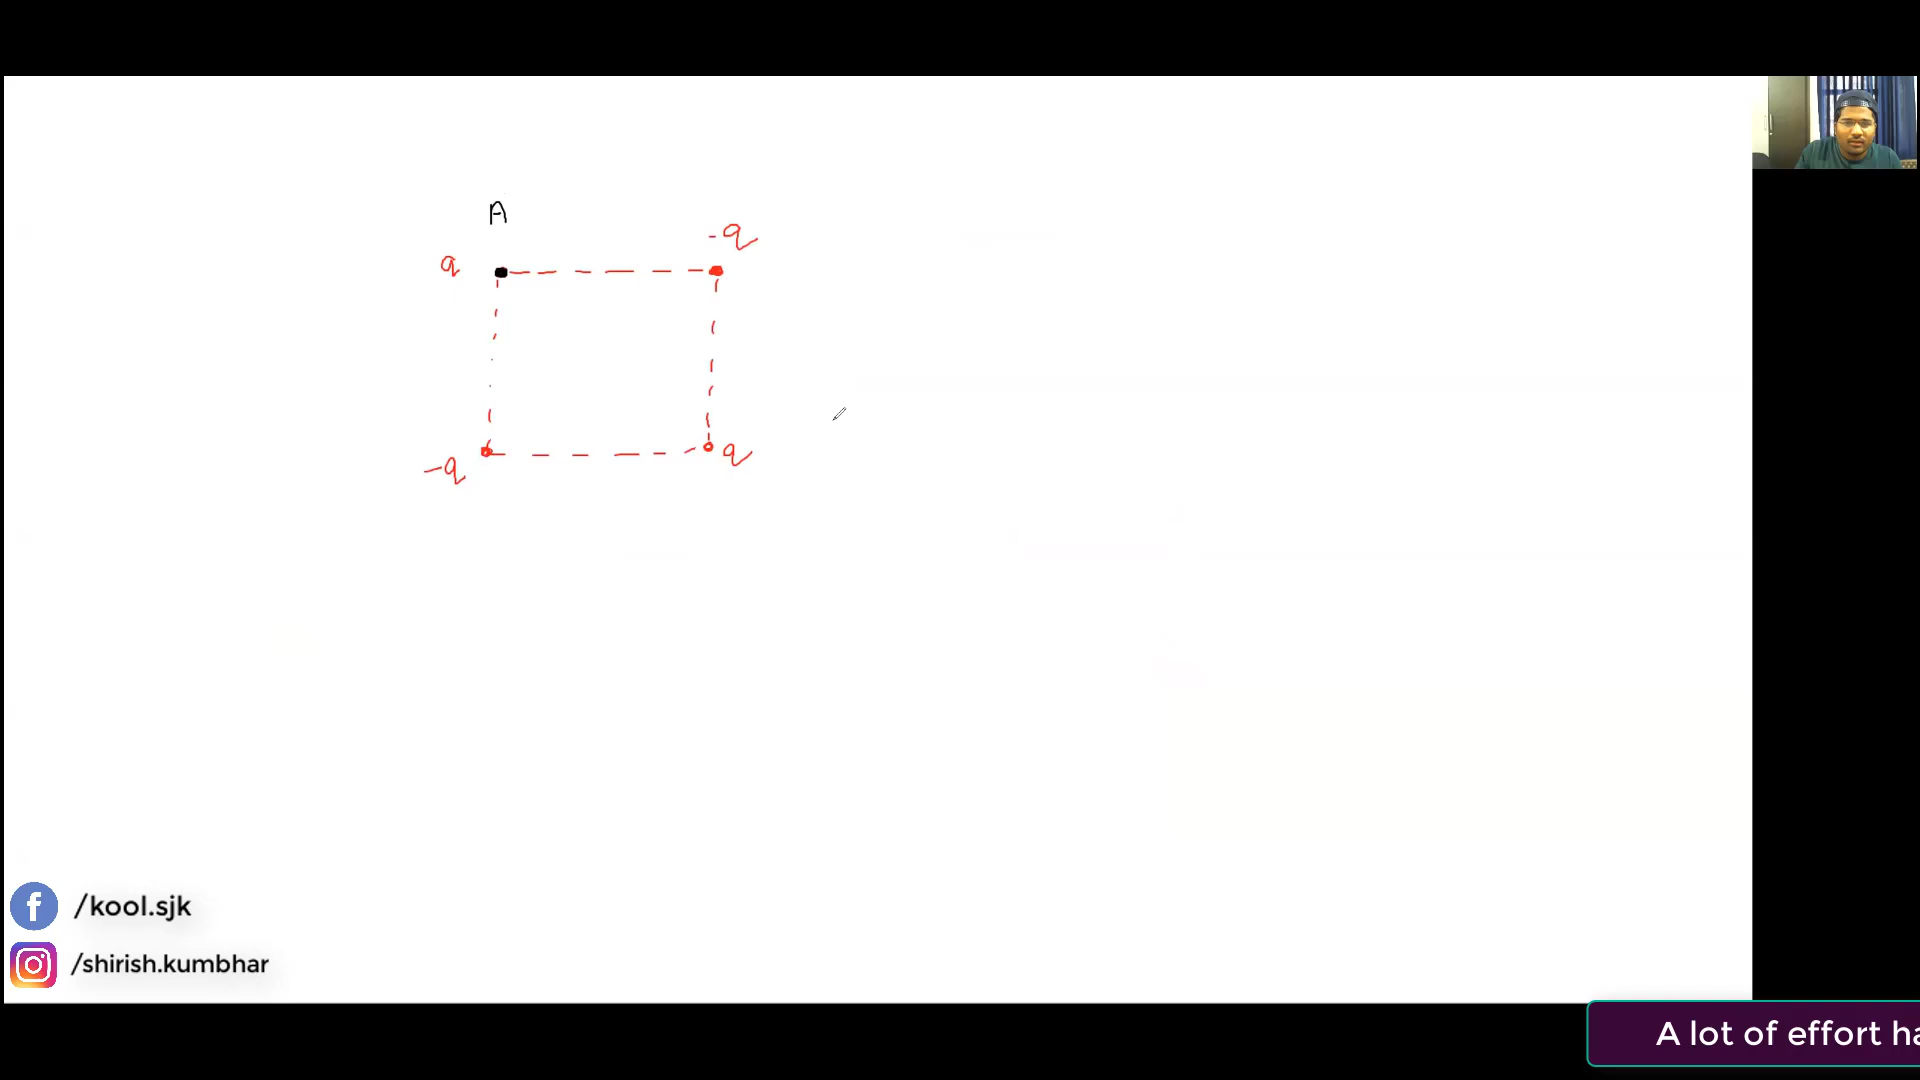 A
-q
q
-q
q
/kool.sjk
/shirish.kumbhar
A lot of effort ha